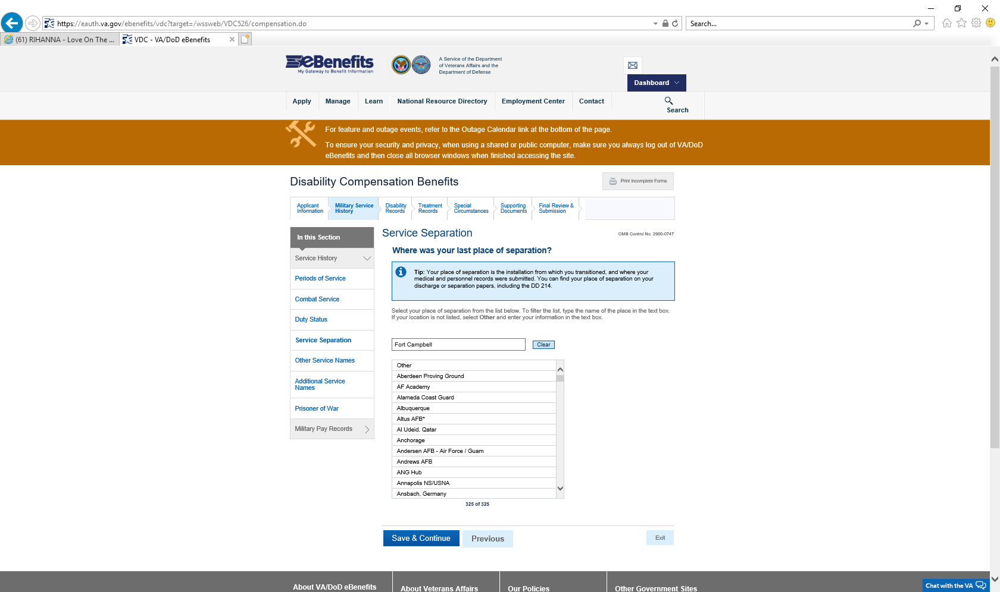 https://eauth.va.gov/ebenefits/vdc?target=/wssweb/VDC526/compensation.do
Search...
(61) RIHANNA - Love On The ...
VDC - VA/DoD eBenefits
eBenefits
My Gateway to Benefit Information
A Service of the Department
of Veterans Affairs and the
Department of Defense
Dashboard
Apply
Manage
Learn
National Resource Directory
Employment Center
Contact
Search
For feature and outage events, refer to the Outage Calendar link at the bottom of the page.
To ensure your security and privacy, when using a shared or public computer, make sure you always log out of VA/DoD
eBenefits and then close all browser windows when finished accessing the site.
Disability Compensation Benefits
Print Incomplete Forms
Applicant
Information
Military Service
History
Disability
Records
Treatment
Records
Special
Circumstances
Supporting
Documents
Final Review &
Submission
In this Section
Service History
Periods of Service
Combat Service
Duty Status
Service Separation
Other Service Names
Additional Service
Names
Prisoner of War
Military Pay Records
Service Separation
OMB Control No. 2900-0747
Where was your last place of separation?
Tip: Your place of separation is the installation from which you transitioned, and where your
medical and personnel records were submitted. You can find your place of separation on your
discharge or separation papers, including the DD 214.
Select your place of separation from the list below. To filter the list, type the name of the place in the text box.
If your location is not listed, select Other and enter your information in the text box.
Fort Campbell
Clear
Other
Aberdeen Proving Ground
AF Academy
Alameda Coast Guard
Albuquerque
Altus AFB*
Al Udeid, Qatar
Anchorage
Andersen AFB - Air Force / Guam
Andrews AFB
ANG Hub
Annapolis NS/USNA
Ansbach, Germany
325 of 325
Save & Continue
Previous
Exit
About VA/DoD eBenefits
About Veterans Affairs
Our Policies
Other Government Sites
Chat with the VA